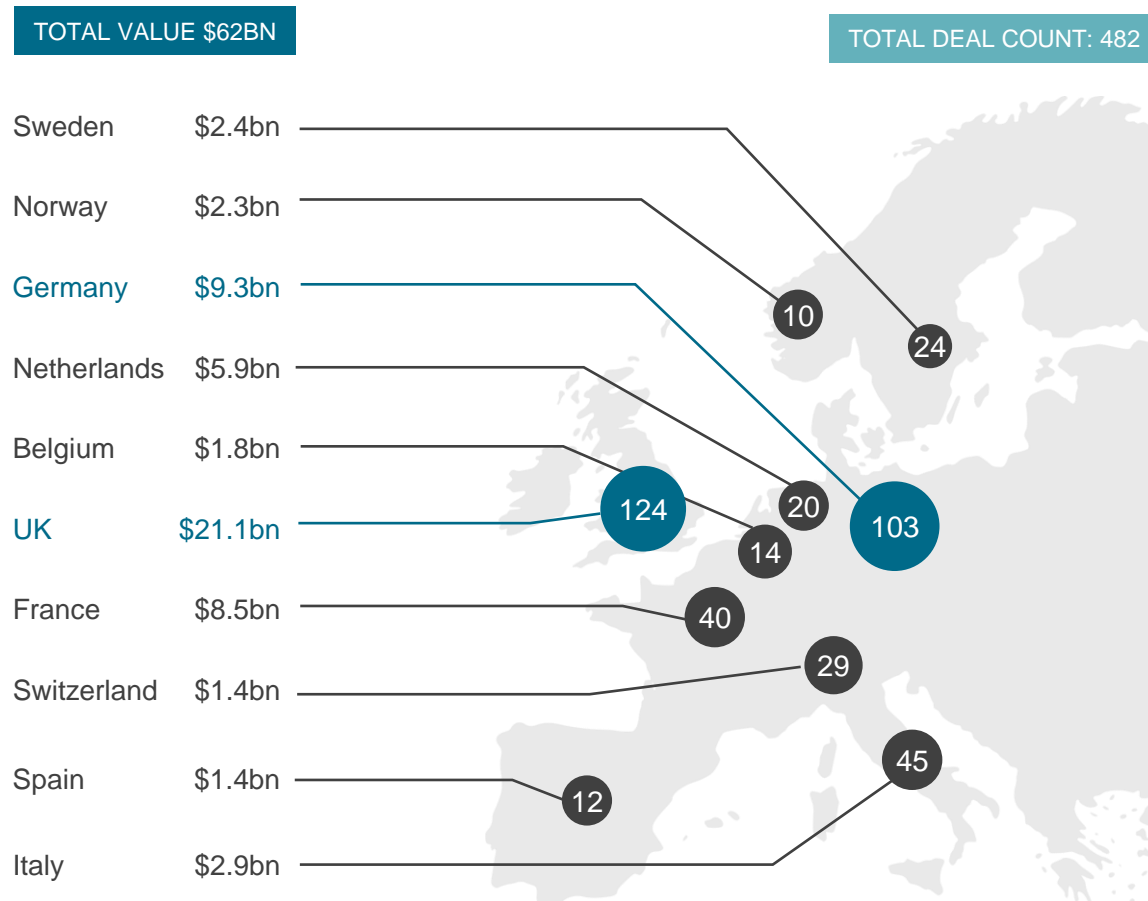 TOTAL VALUE $62BN
TOTAL DEAL COUNT: 482
Sweden $2.4bn
Norway $2.3bn
Germany $9.3bn
10
24
Netherlands $5.9bn
Belgium $1.8bn
124
20
103
UK $21.1bn
14
France $8.5bn
40
Switzerland $1.4bn
29
Spain $1.4bn
45
12
Italy $2.9bn